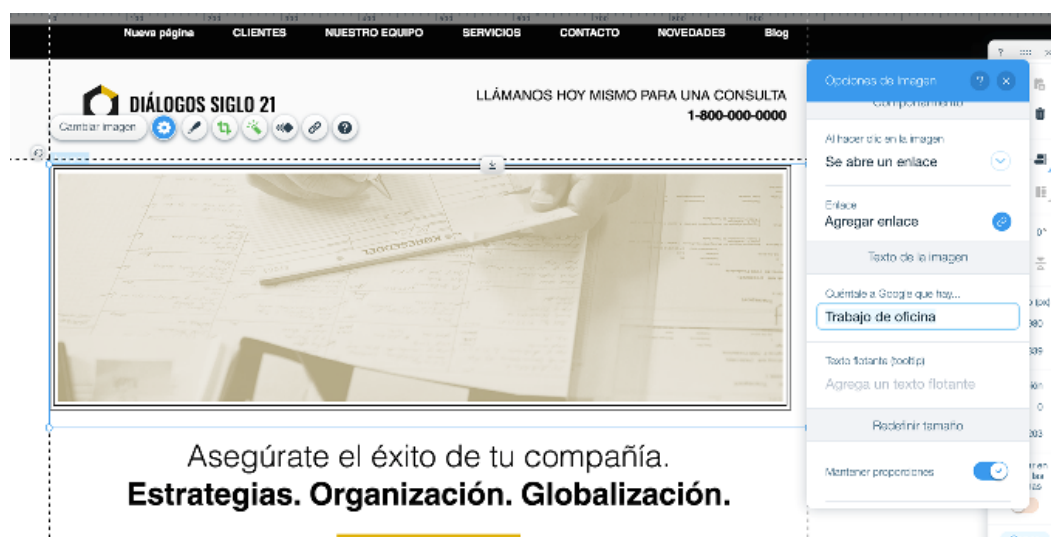 Nueva página CLIENTES NUESTRO EQUIPO SERVICIOS CONTACTO NOVEDADES Blog
DIÁLOGOS SIGLO 21
LLÁMANOS HOY MISMO PARA UNA CONSULTA
1-800-000-0000
Cambiar imagen
Asegúrate el éxito de tu compañía.
Estrategias. Organización. Globalización.
Opciones de Imagen
Comportamiento
Al hacer clic en la imagen
Se abre un enlace
Enlace
Agregar enlace
Texto de la imagen
Cuéntale a Google que hay...
Trabajo de oficina
Texto flotante (tooltip)
Agrega un texto flotante
Redefinir tamaño
Mantener proporciones
0°